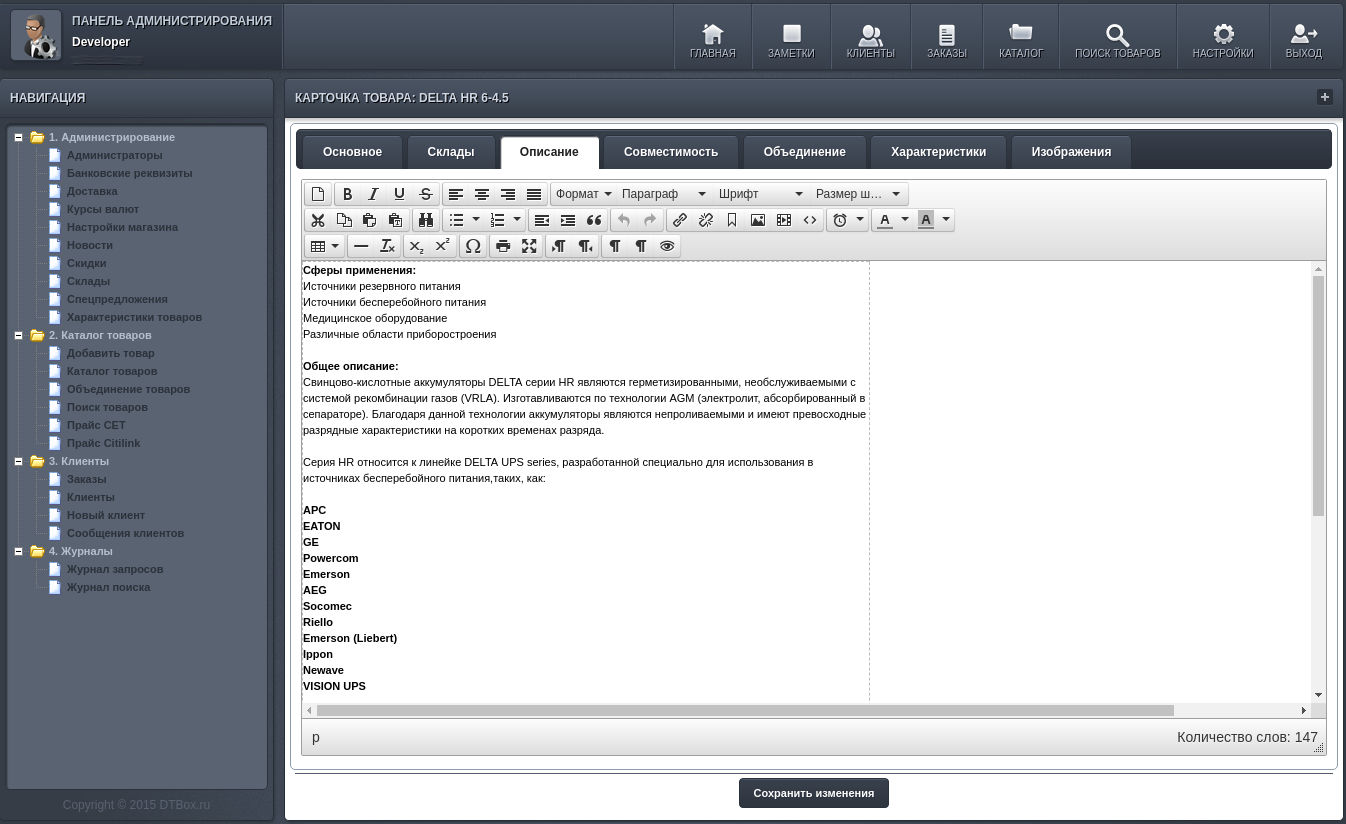 ПАНЕЛЬ АДМИНИСТРИРОВАНИЯ
Developer
ГЛАВНАЯ
ЗАМЕТКИ
КЛИЕНТЫ
ЗАКАЗЫ
КАТАЛОГ
ПОИСК ТОВАРОВ
НАСТРОЙКИ
ВЫХОД
НАВИГАЦИЯ
1. Администрирование
Администраторы
Банковские реквизиты
Доставка
Курсы валют
Настройки магазина
Новости
Скидки
Склады
Спецпредложения
Характеристики товаров
2. Каталог товаров
Добавить товар
Каталог товаров
Объединение товаров
Поиск товаров
Прайс СЕТ
Прайс Citilink
3. Клиенты
Заказы
Клиенты
Новый клиент
Сообщения клиентов
4. Журналы
Журнал запросов
Журнал поиска
Copyright © 2015 DTBox.ru
КАРТОЧКА ТОВАРА: DELTA HR 6-4.5
Основное
Склады
Описание
Совместимость
Объединение
Характеристики
Изображения
Формат
Параграф
Шрифт
Размер ш…
Сферы применения:
Источники резервного питания
Источники бесперебойного питания
Медицинское оборудование
Различные области приборостроения
Общее описание:
Свинцово-кислотные аккумуляторы DELTA серии HR являются герметизированными, необслуживаемыми с
системой рекомбинации газов (VRLA). Изготавливаются по технологии AGM (электролит, абсорбированный в
сепараторе). Благодаря данной технологии аккумуляторы являются непроливаемыми и имеют превосходные
разрядные характеристики на коротких временах разряда.
Серия HR относится к линейке DELTA UPS series, разработанной специально для использования в
источниках бесперебойного питания,таких, как:
APC
EATON
GE
Powercom
Emerson
AEG
Socomec
Riello
Emerson (Liebert)
Ippon
Newave
VISION UPS
p
Количество слов: 147
Сохранить изменения